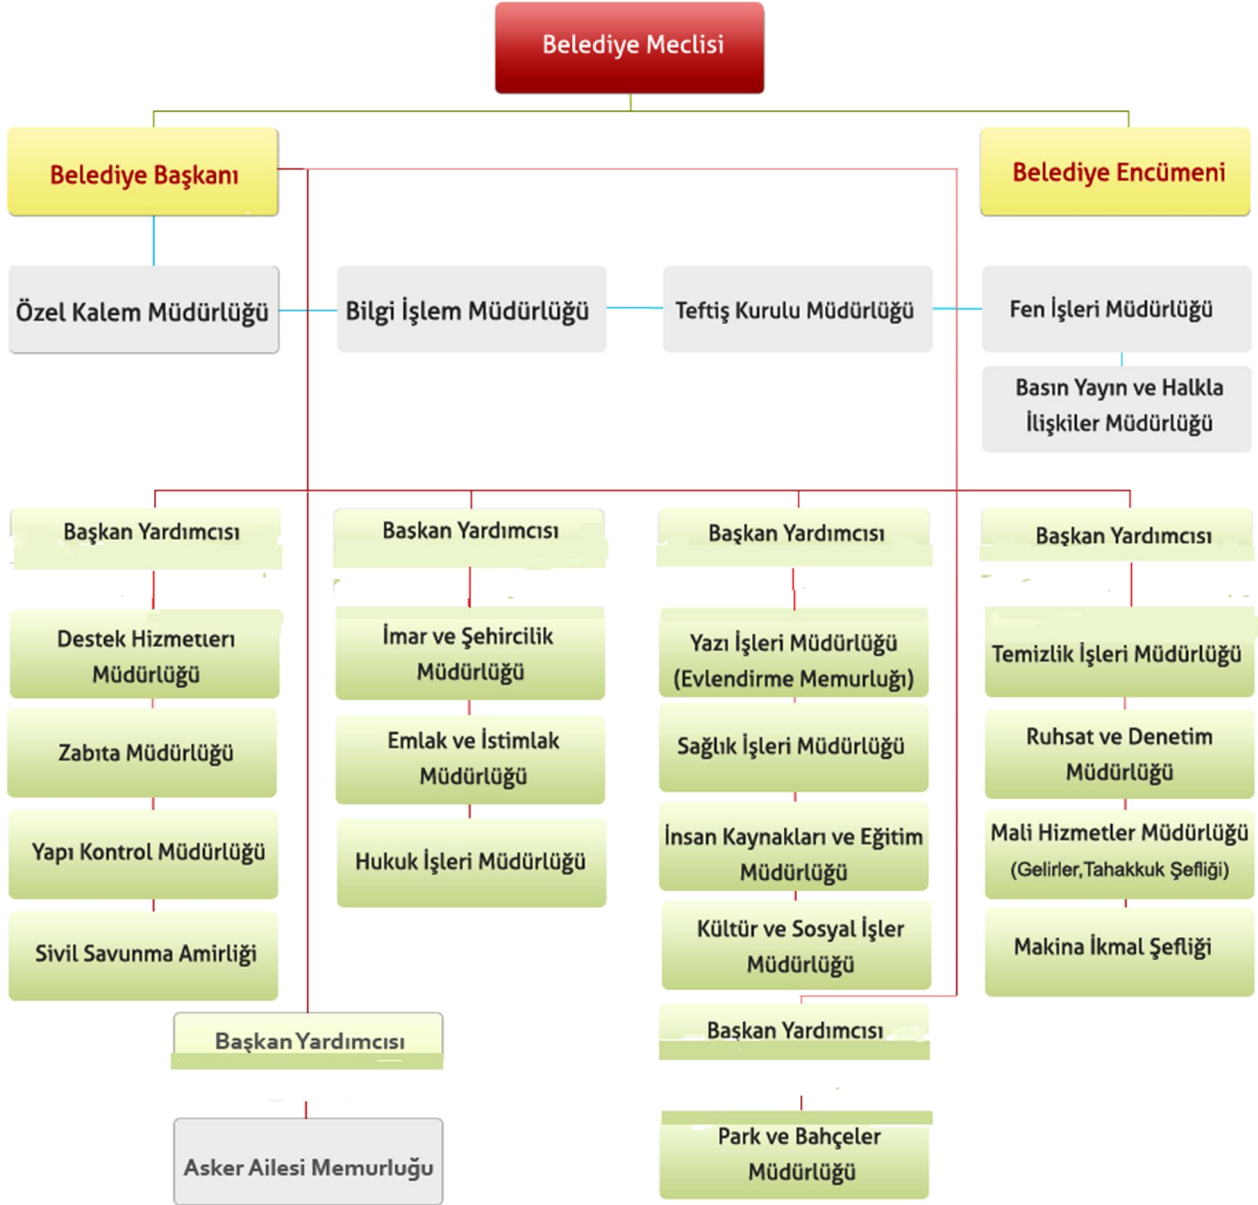 Belediye Meclisi
Belediye Başkanı
Belediye Encümeni
Özel Kalem Müdürlüğü
Bilgi İşlem Müdürlüğü
Teftiş Kurulu Müdürlüğü
Fen İşleri Müdürlüğü
Basın Yayın ve Halkla
İlişkiler Müdürlüğü
Başkan Yardımcısı
Destek Hizmetleri
Müdürlüğü
Zabıta Müdürlüğü
Yapı Kontrol Müdürlüğü
Sivil Savunma Amirliği
Başkan Yardımcısı
İmar ve Şehircilik
Müdürlüğü
Emlak ve İstimlak
Müdürlüğü
Hukuk İşleri Müdürlüğü
Başkan Yardımcısı
Yazı İşleri Müdürlüğü
(Evlendirme Memurluğı)
Sağlık İşleri Müdürlüğü
İnsan Kaynakları ve Eğitim
Müdürlüğü
Kültür ve Sosyal İşler
Müdürlüğü
Başkan Yardımcısı
Temizlik İşleri Müdürlüğü
Ruhsat ve Denetim
Müdürlüğü
Mali Hizmetler Müdürlüğü
(Gelirler,Tahakkuk Şefliği)
Makina İkmal Şefliği
Başkan Yardımcısı
Asker Ailesi Memurluğu
Başkan Yardımcısı
Park ve Bahçeler
Müdürlüğü